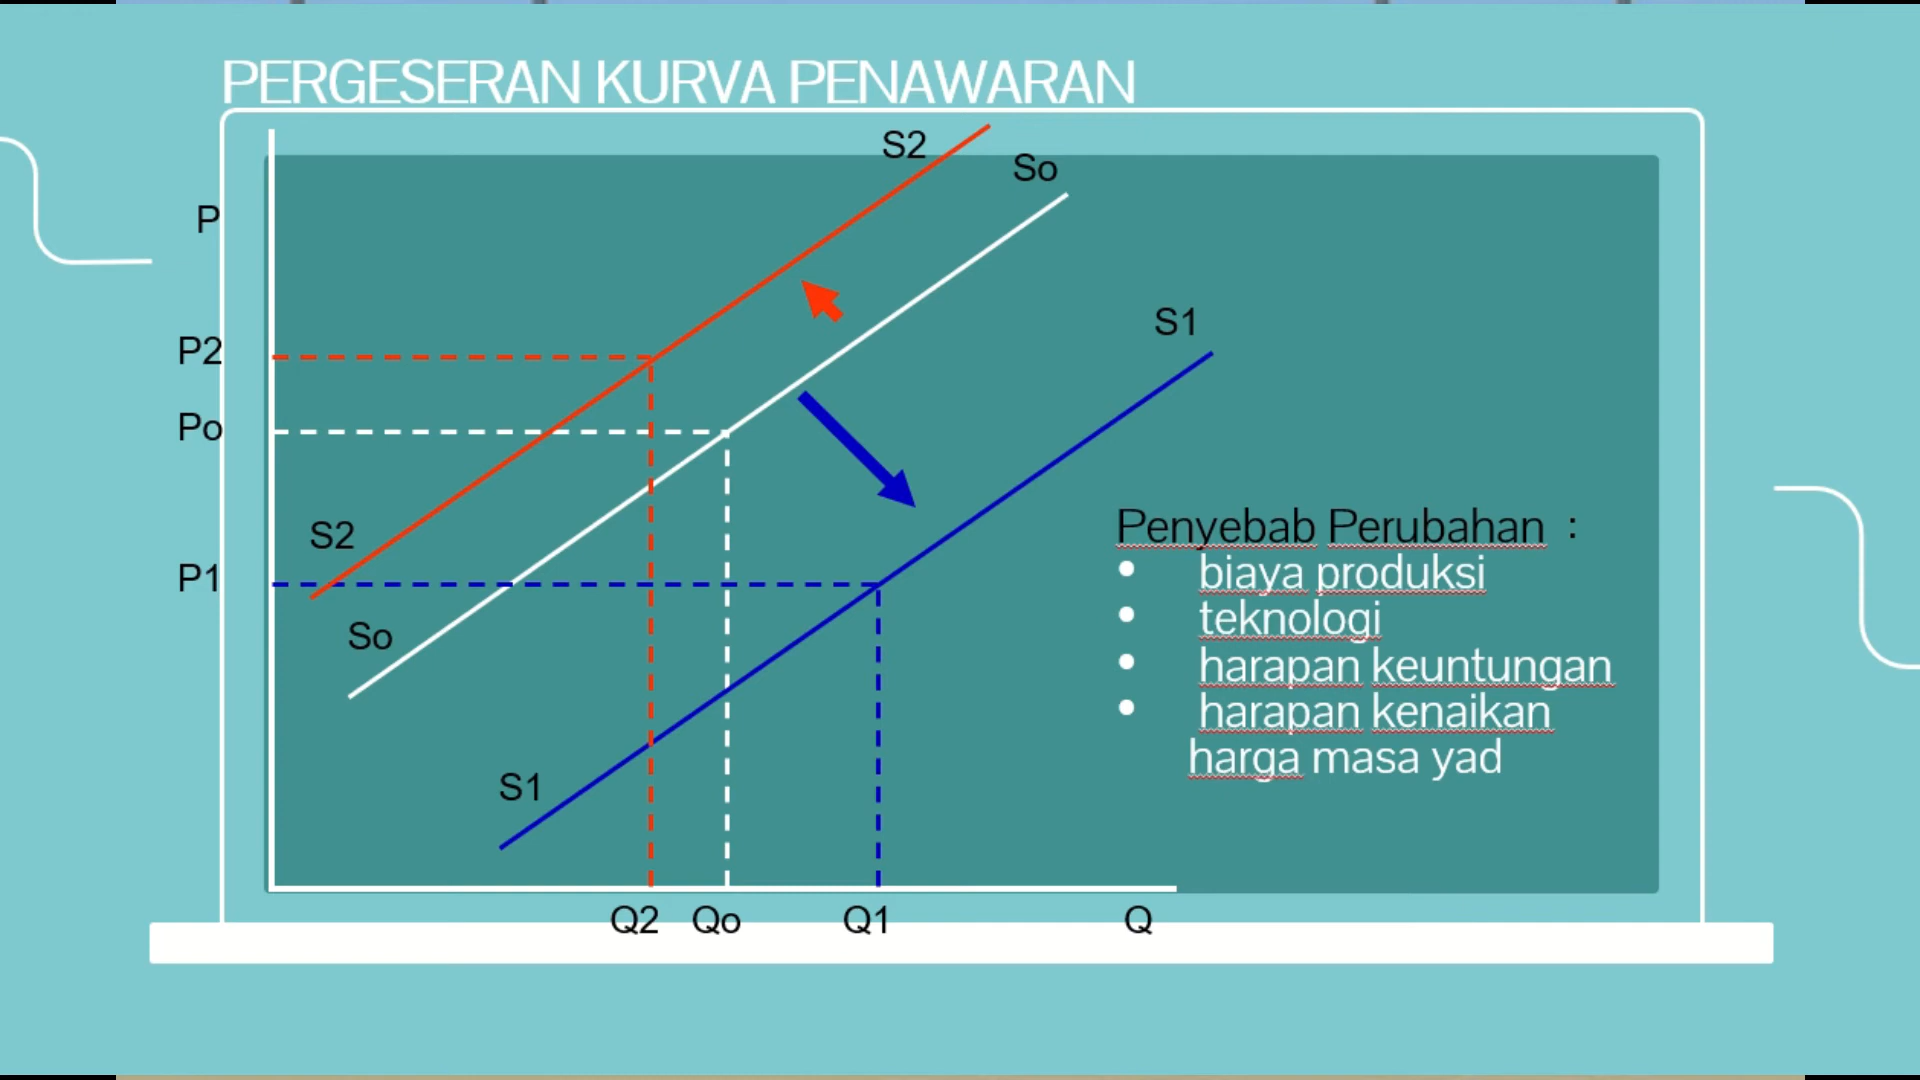 PERGESERAN KURVA PENAWARAN
S2
So
P
S1
P2
Po
S2
P1
So
S1
Penyebab Perubahan :
• biaya produksi
• teknologi
• harapan keuntungan
• harapan kenaikan
harga masa yad
Q2 Qo Q1 Q